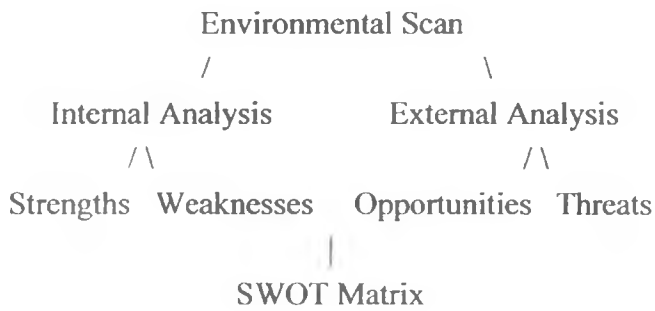 Environmental Scan
/ \
Internal Analysis External Analysis
/ \ / \
Strengths Weaknesses Opportunities Threats
|
SWOT Matrix